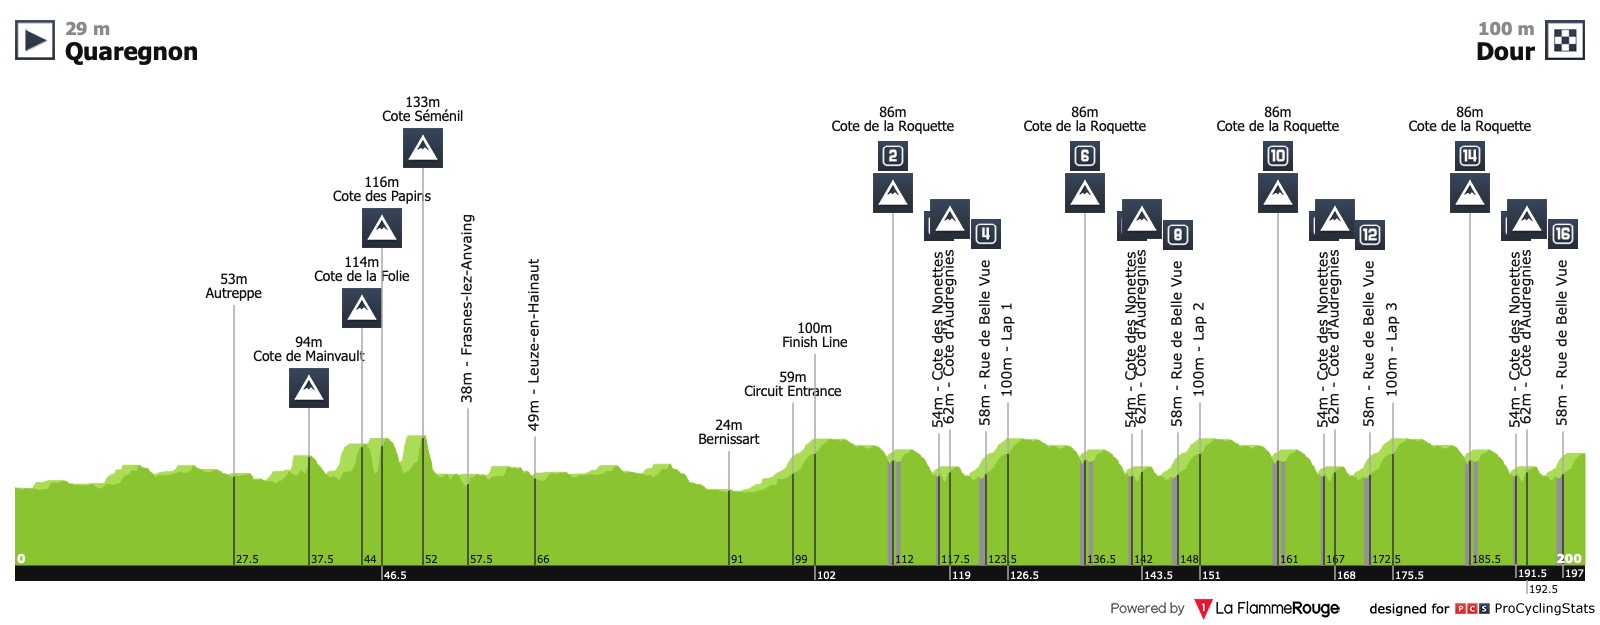 29 m
Quaregnon
100 m
Dour
133m
Cote Séménil
116m
Cote des Papins
114m
Cote de la Folie
94m
Cote de Mainvault
53m
Autreppe
38m - Frasnes-lez-Anvaing
49m - Leuze-en-Hainaut
24m
Bernissart
59m
Circuit Entrance
100m
Finish Line
86m
Cote de la Roquette
2
54m - Cote des Nonettes
62m - Cote d'Audregnies
4
58m - Rue de Belle Vue
100m - Lap 1
86m
Cote de la Roquette
6
54m - Cote des Nonettes
62m - Cote d'Audregnies
8
58m - Rue de Belle Vue
100m - Lap 2
86m
Cote de la Roquette
10
54m - Cote des Nonettes
62m - Cote d'Audregnies
12
58m - Rue de Belle Vue
100m - Lap 3
86m
Cote de la Roquette
14
54m - Cote des Nonettes
62m - Cote d'Audregnies
16
58m - Rue de Belle Vue
0 27.5 37.5 44 52 57.5 66 91 99 112 117.5 123.5 136.5 142 148 161 167 172.5 185.5 200
46.5 102 119 126.5 143.5 151 168 175.5 191.5 197
192.5
Powered by La FlammeRouge designed for PCS ProCyclingStats